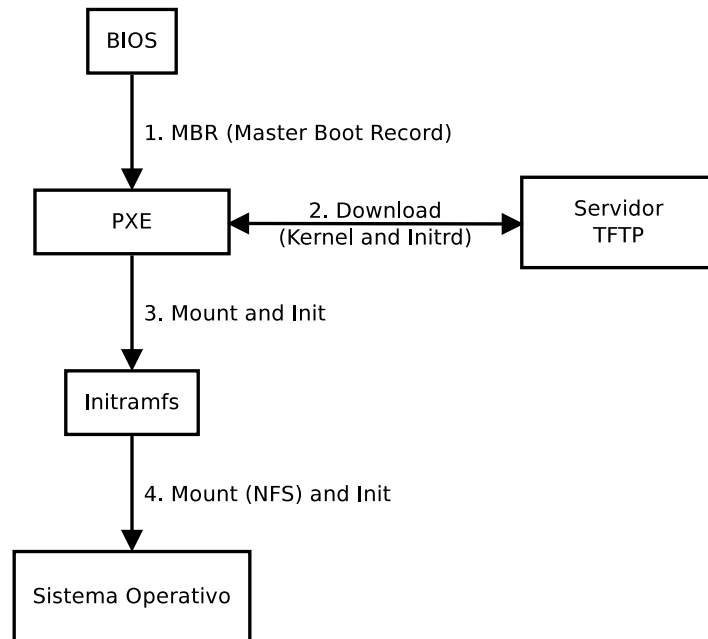 BIOS
1. MBR (Master Boot Record)
PXE
2. Download
(Kernel and Initrd)
Servidor
TFTP
3. Mount and Init
Initramfs
4. Mount (NFS) and Init
Sistema Operativo